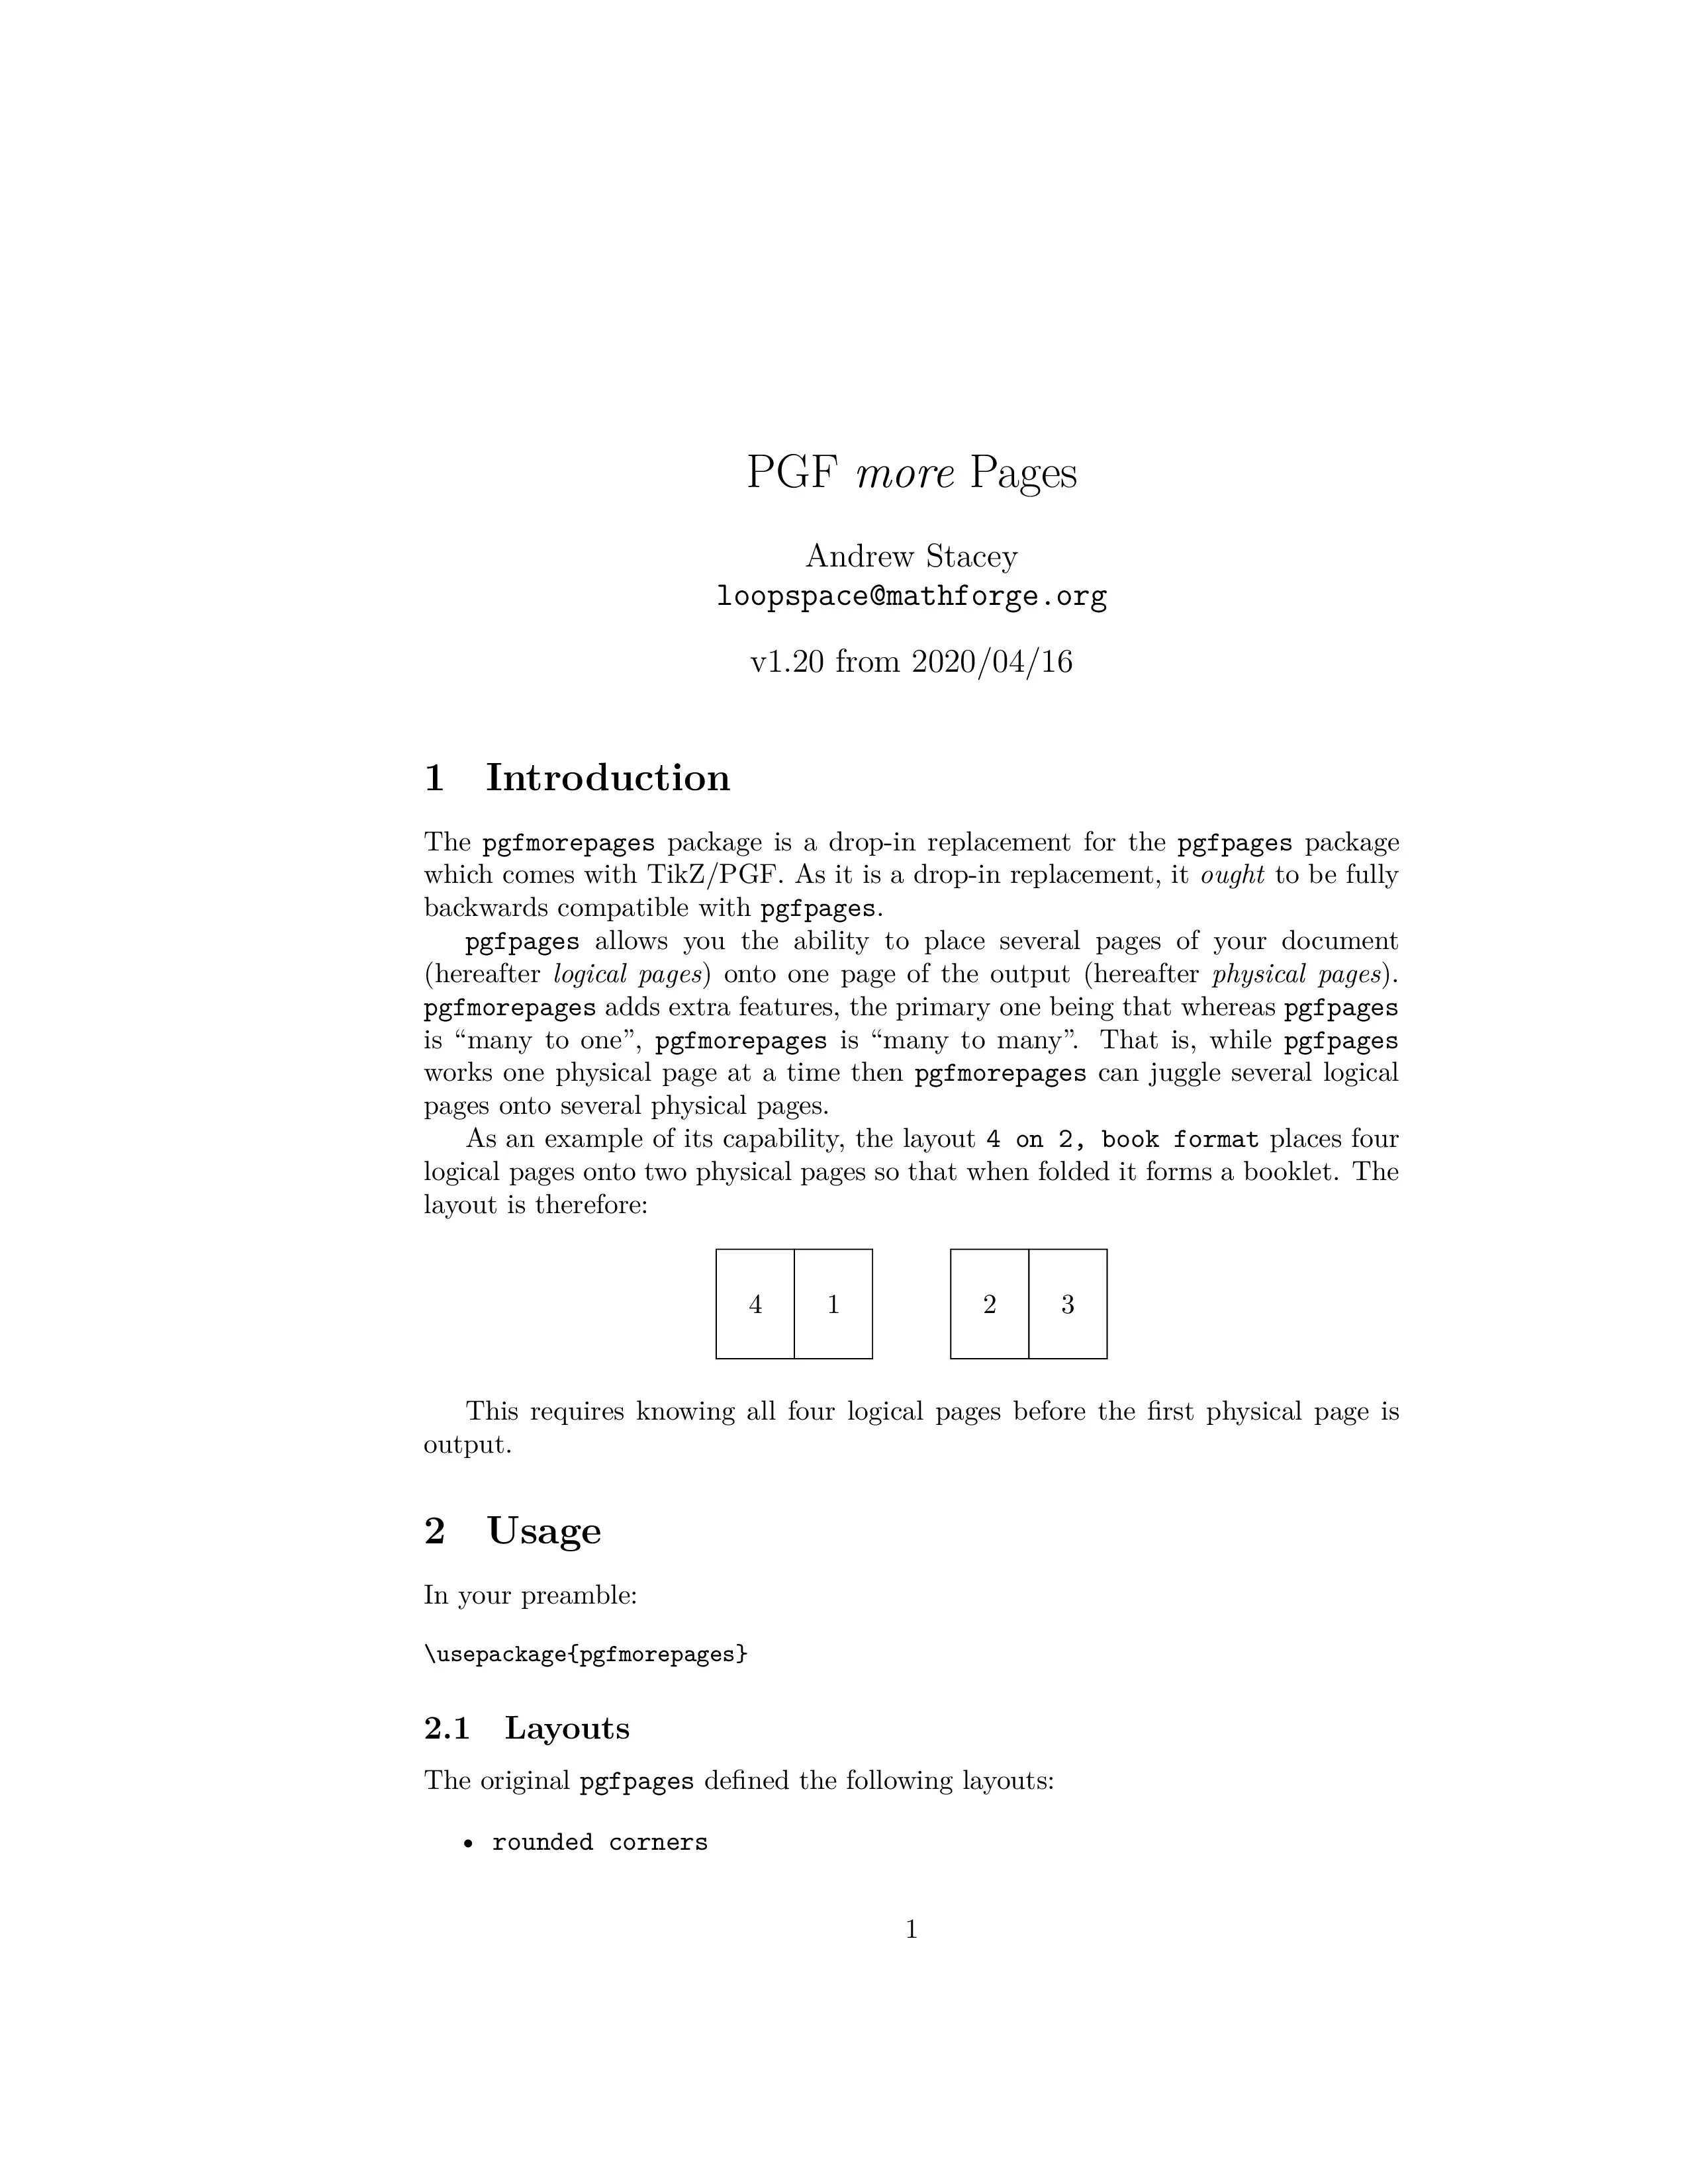 PGF more Pages
Andrew Stacey
loopspace@mathforge.org
v1.20 from 2020/04/16
1 Introduction
The pgfmorepages package is a drop-in replacement for the pgfpages package
which comes with TikZ/PGF. As it is a drop-in replacement, it ought to be fully
backwards compatible with pgfpages.
pgfpages allows you the ability to place several pages of your document
(hereafter logical pages) onto one page of the output (hereafter physical pages).
pgfmorepages adds extra features, the primary one being that whereas pgfpages
is “many to one”, pgfmorepages is “many to many”. That is, while pgfpages
works one physical page at a time then pgfmorepages can juggle several logical
pages onto several physical pages.
As an example of its capability, the layout 4 on 2, book format places four
logical pages onto two physical pages so that when folded it forms a booklet. The
layout is therefore:
4 1 2 3
This requires knowing all four logical pages before the first physical page is
output.
2 Usage
In your preamble:
\usepackage{pgfmorepages}
2.1 Layouts
The original pgfpages defined the following layouts:
• rounded corners
1